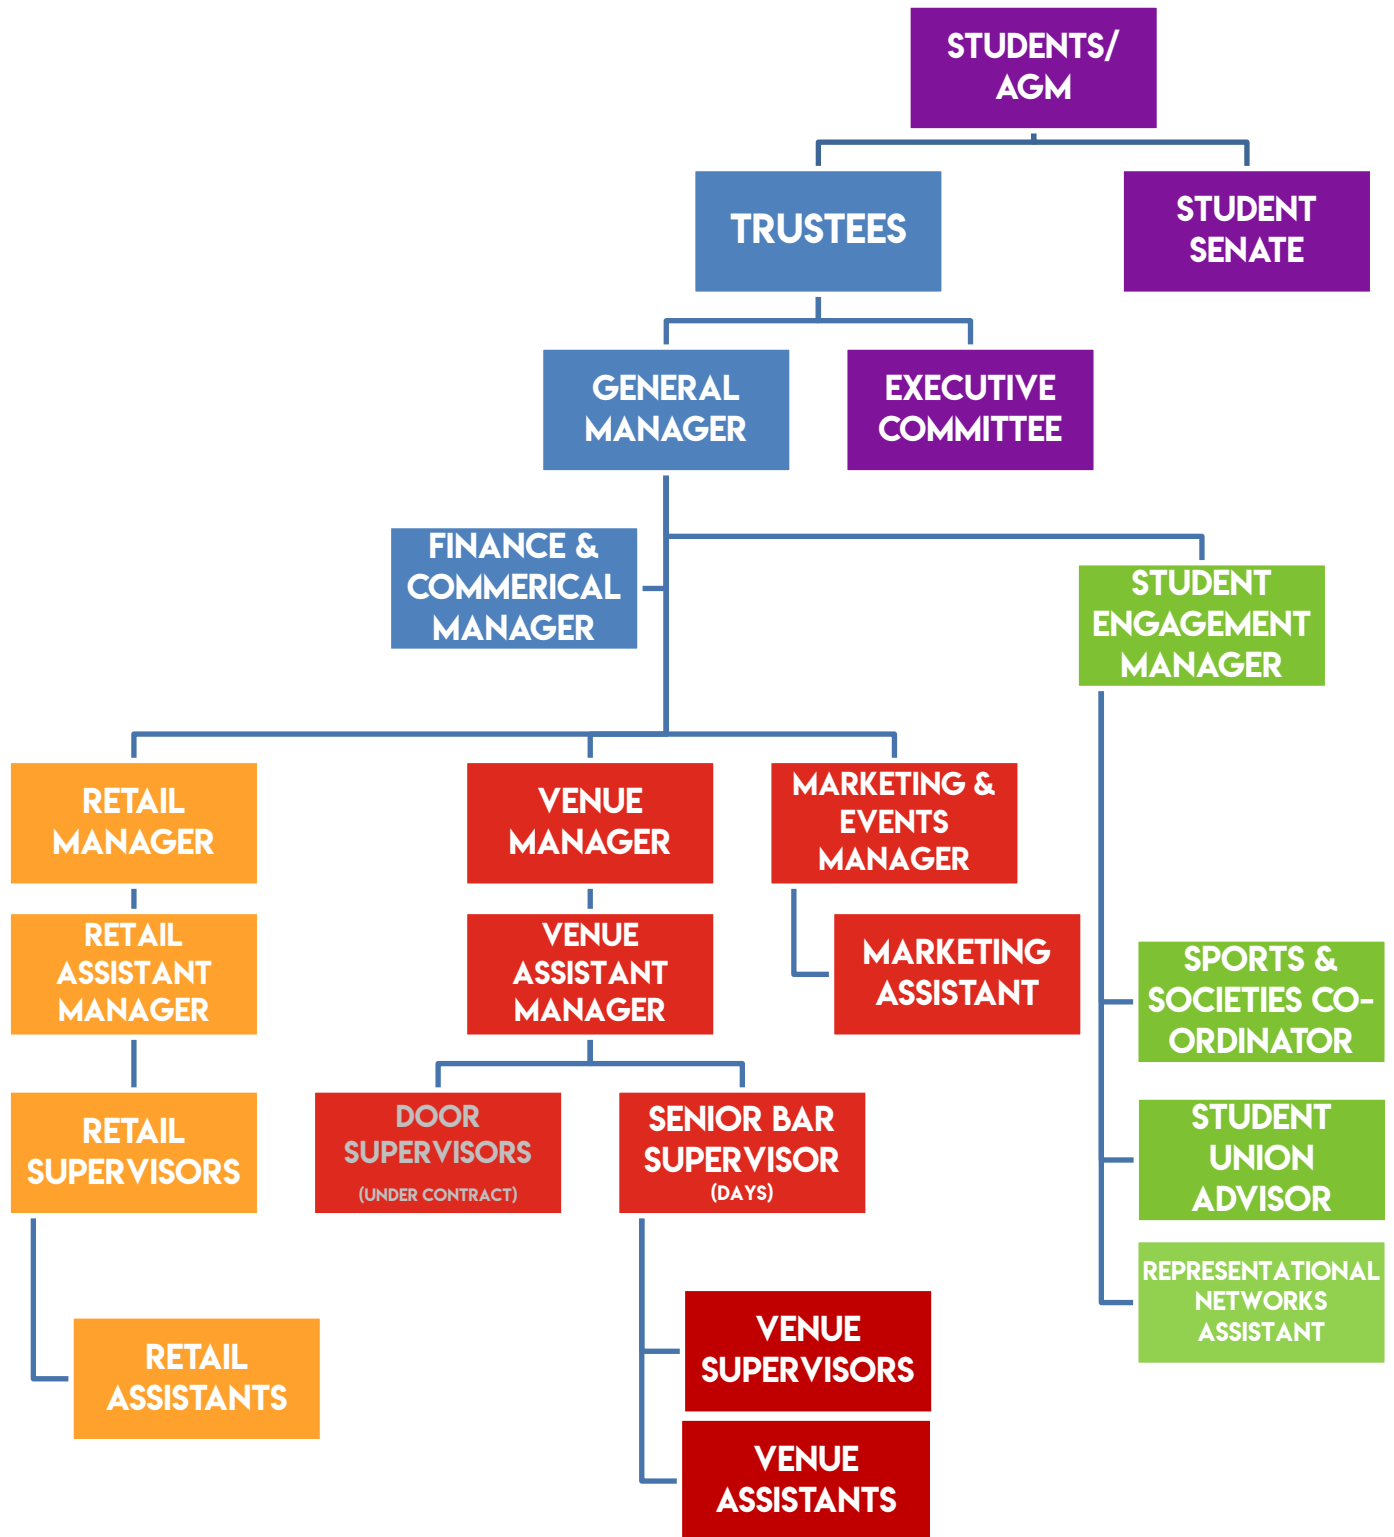 STUDENTS/
AGM
TRUSTEES
STUDENT
SENATE
GENERAL
MANAGER
EXECUTIVE
COMMITTEE
FINANCE &
COMMERICAL
MANAGER
STUDENT
ENGAGEMENT
MANAGER
RETAIL
MANAGER
VENUE
MANAGER
MARKETING &
EVENTS
MANAGER
RETAIL
ASSISTANT
MANAGER
VENUE
ASSISTANT
MANAGER
MARKETING
ASSISTANT
SPORTS &
SOCIETIES CO-
ORDINATOR
RETAIL
SUPERVISORS
DOOR
SUPERVISORS
(UNDER CONTRACT)
SENIOR BAR
SUPERVISOR
(DAYS)
STUDENT
UNION
ADVISOR
REPRESENTATIONAL
NETWORKS
ASSISTANT
RETAIL
ASSISTANTS
VENUE
SUPERVISORS
VENUE
ASSISTANTS